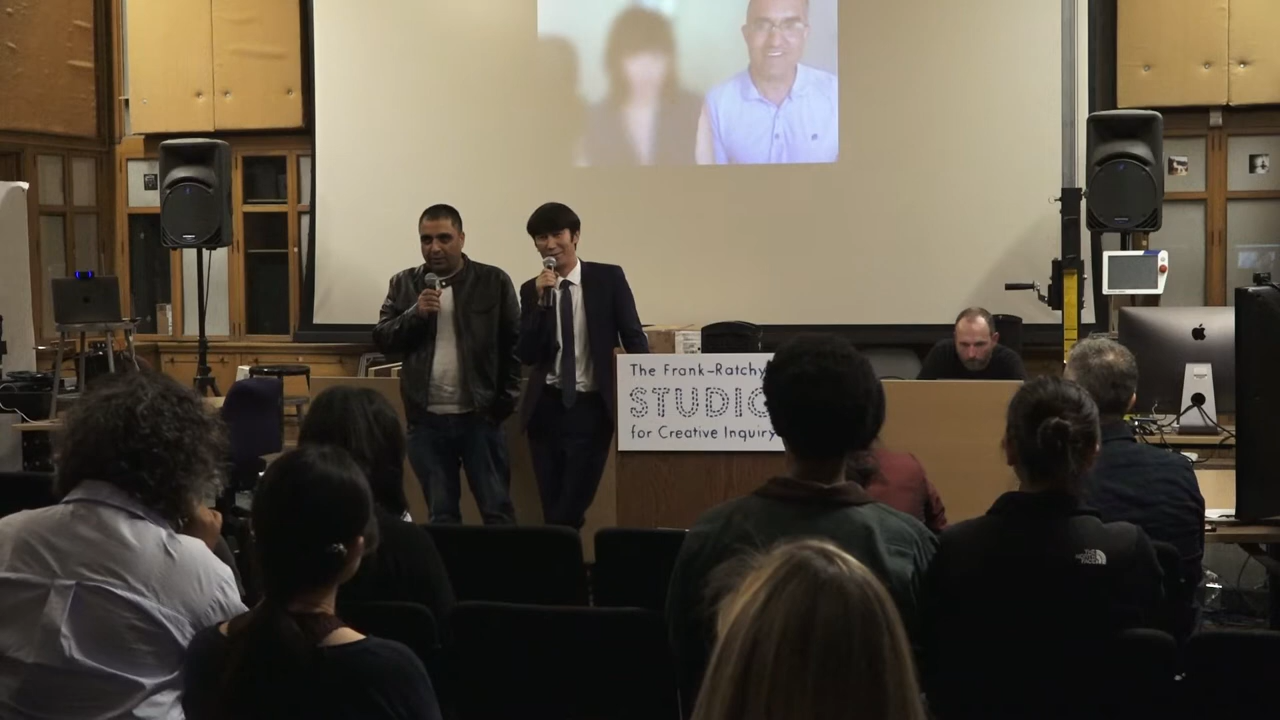 The Frank-Ratchy
STUDIO
for Creative Inquiry
THE
NORTH
FACE